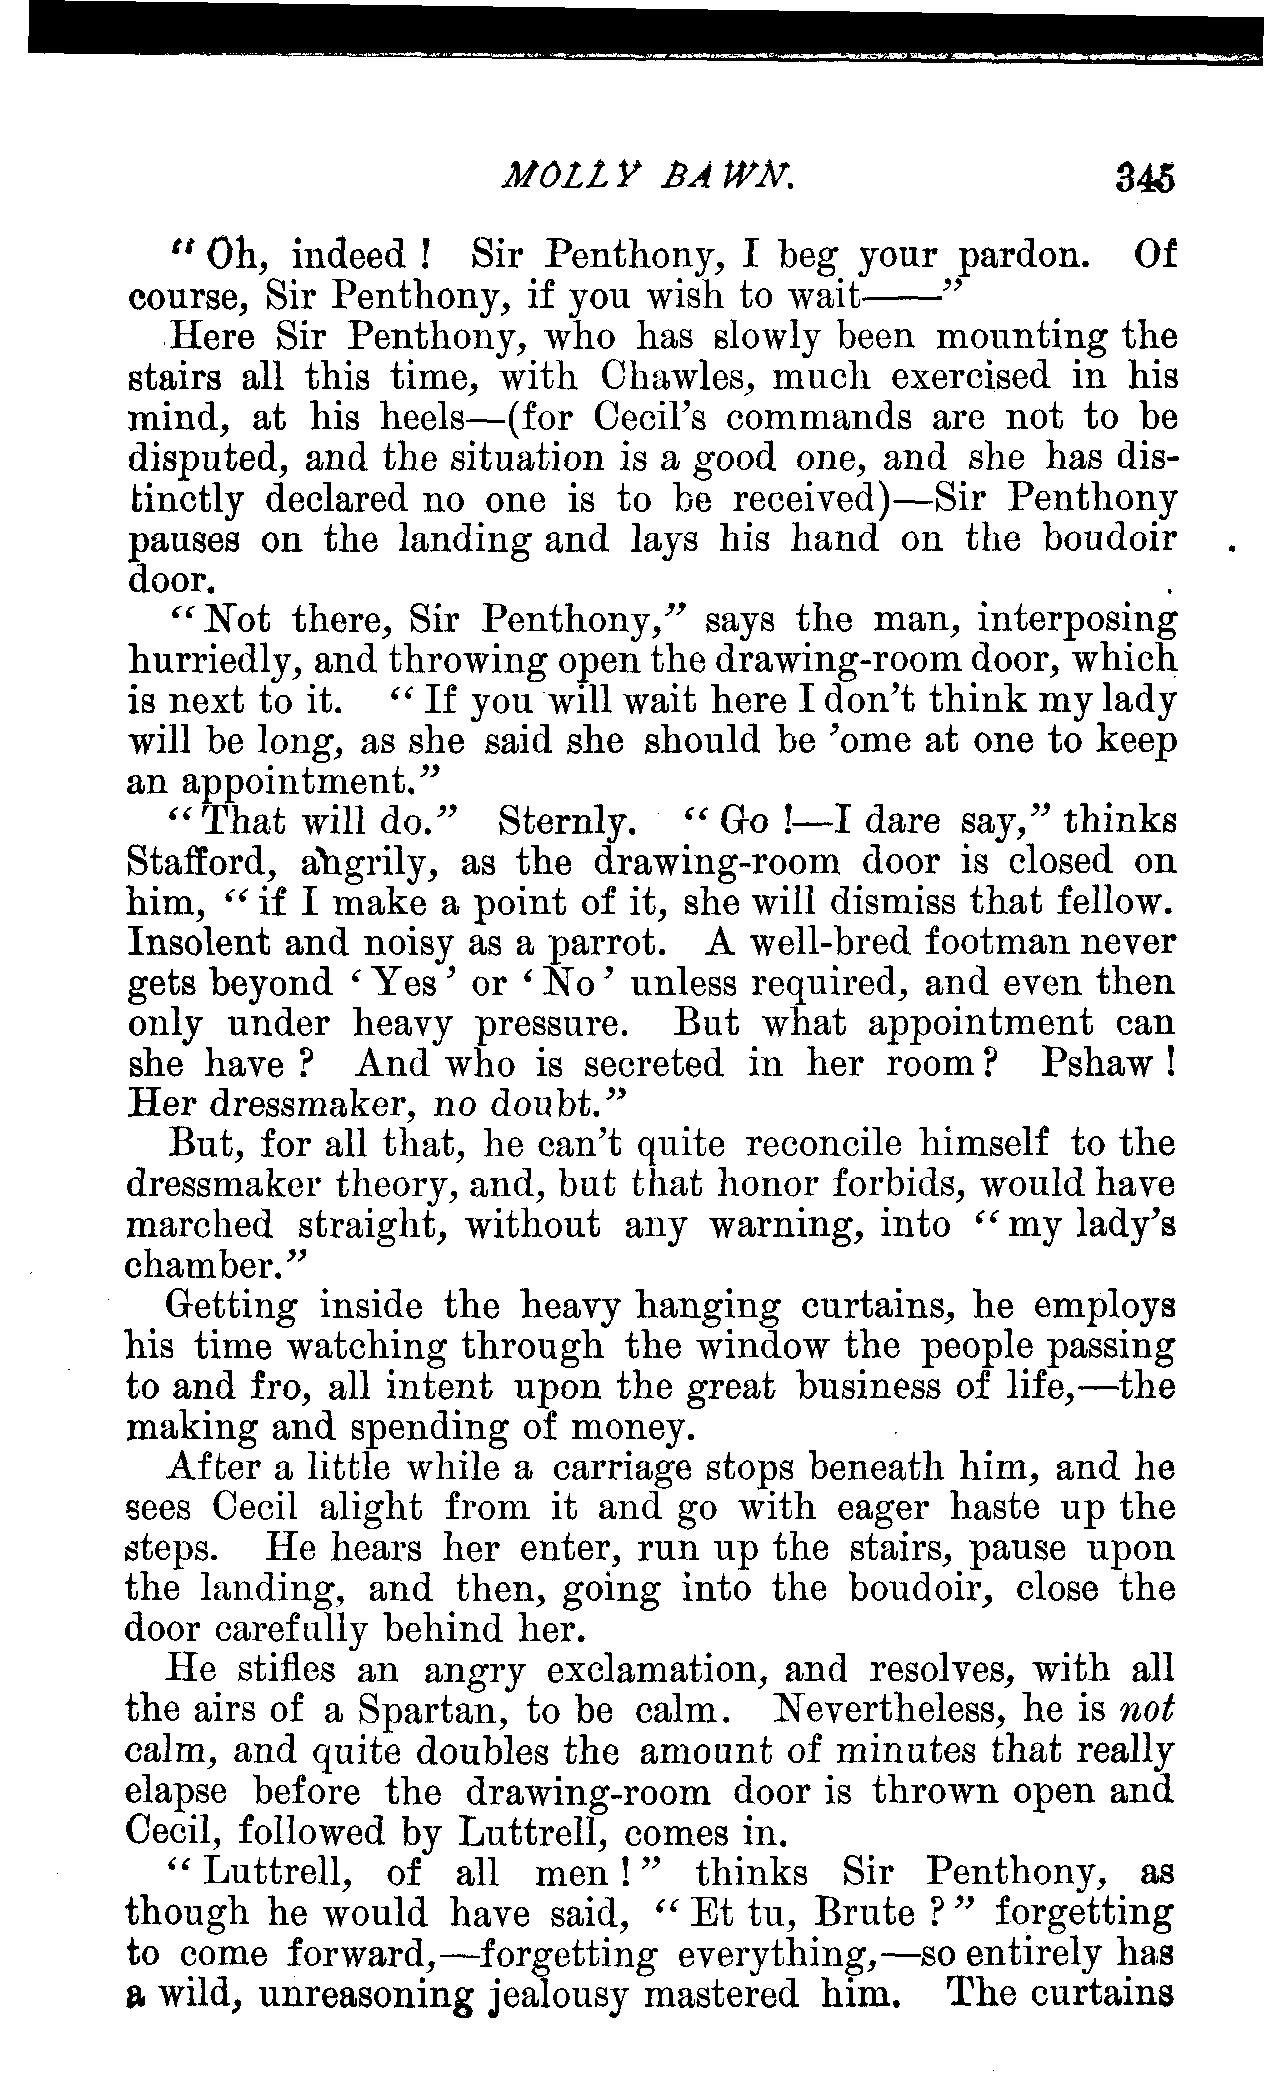 MOLLY BAWN. 345
“Oh, indeed! Sir Penthony, I beg your pardon. Of
course, Sir Penthony, if you wish to wait——”
Here Sir Penthony, who has slowly been mounting the
stairs all this time, with Chawles, much exercised in his
mind, at his heels—(for Cecil’s commands are not to be
disputed, and the situation is a good one, and she has dis-
tinctly declared no one is to be received)—Sir Penthony
pauses on the landing and lays his hand on the boudoir
door.
“Not there, Sir Penthony,” says the man, interposing
hurriedly, and throwing open the drawing-room door, which
is next to it. “If you will wait here I don’t think my lady
will be long, as she said she should be ’ome at one to keep
an appointment.”
“That will do.” Sternly. “Go!—I dare say,” thinks
Stafford, angrily, as the drawing-room door is closed on
him, “if I make a point of it, she will dismiss that fellow.
Insolent and noisy as a parrot. A well-bred footman never
gets beyond ‘Yes’ or ‘No’ unless required, and even then
only under heavy pressure. But what appointment can
she have? And who is secreted in her room? Pshaw!
Her dressmaker, no doubt.”
But, for all that, he can’t quite reconcile himself to the
dressmaker theory, and, but that honor forbids, would have
marched straight, without any warning, into “my lady’s
chamber.”
Getting inside the heavy hanging curtains, he employs
his time watching through the window the people passing
to and fro, all intent upon the great business of life,—the
making and spending of money.
After a little while a carriage stops beneath him, and he
sees Cecil alight from it and go with eager haste up the
steps. He hears her enter, run up the stairs, pause upon
the landing, and then, going into the boudoir, close the
door carefully behind her.
He stifles an angry exclamation, and resolves, with all
the airs of a Spartan, to be calm. Nevertheless, he is not
calm, and quite doubles the amount of minutes that really
elapse before the drawing-room door is thrown open and
Cecil, followed by Luttrell, comes in.
“Luttrell, of all men!” thinks Sir Penthony, as
though he would have said, “Et tu, Brute?” forgetting
to come forward,—forgetting everything,—so entirely has
a wild, unreasoning jealousy mastered him. The curtains